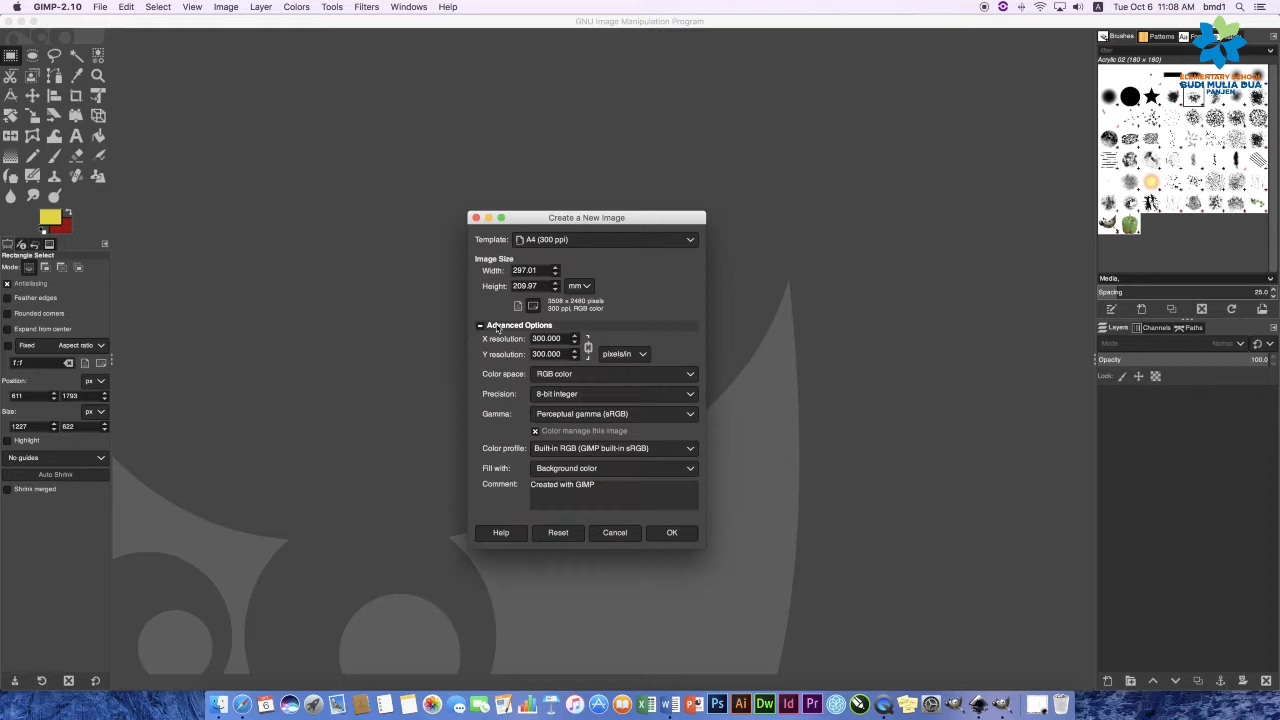 GIMP-2.10 File Edit Select View Image Layer Colors Tools Filters Windows Help Tue Oct 6 11:08 AM bmd1
GNU Image Manipulation Program
Brushes Patterns
filter
Acrylic 02 (180 × 180)
ELEMENTARY SCHOOL
BUDI MULIA DUA
PANJEN
Create a New Image
Template: A4 (300 ppi)
Image Size
Width: 297.01
Height: 209.97 mm
3508 × 2480 pixels
300 ppi, RGB color
Advanced Options
X resolution: 300.000
Y resolution: 300.000 pixels/in
Color space: RGB color
Precision: 8-bit integer
Gamma: Perceptual gamma (sRGB)
Color manage this image
Color profile: Built-in RGB (GIMP built-in sRGB)
Fill with: Background color
Comment: Created with GIMP
Help Reset Cancel OK
Rectangle Select
Mode:
Antialiasing
Feather edges
Rounded corners
Expand from center
Fixed Aspect ratio
1:1
Position: px
611 1793
Size: px
1227 622
Highlight
No guides
Auto Shrink
Shrink merged
Media,
Spacing 25.0
Layers Channels Paths
Mode Normal
Opacity 100.0
Lock:
Ps Ai Dw Id Pr